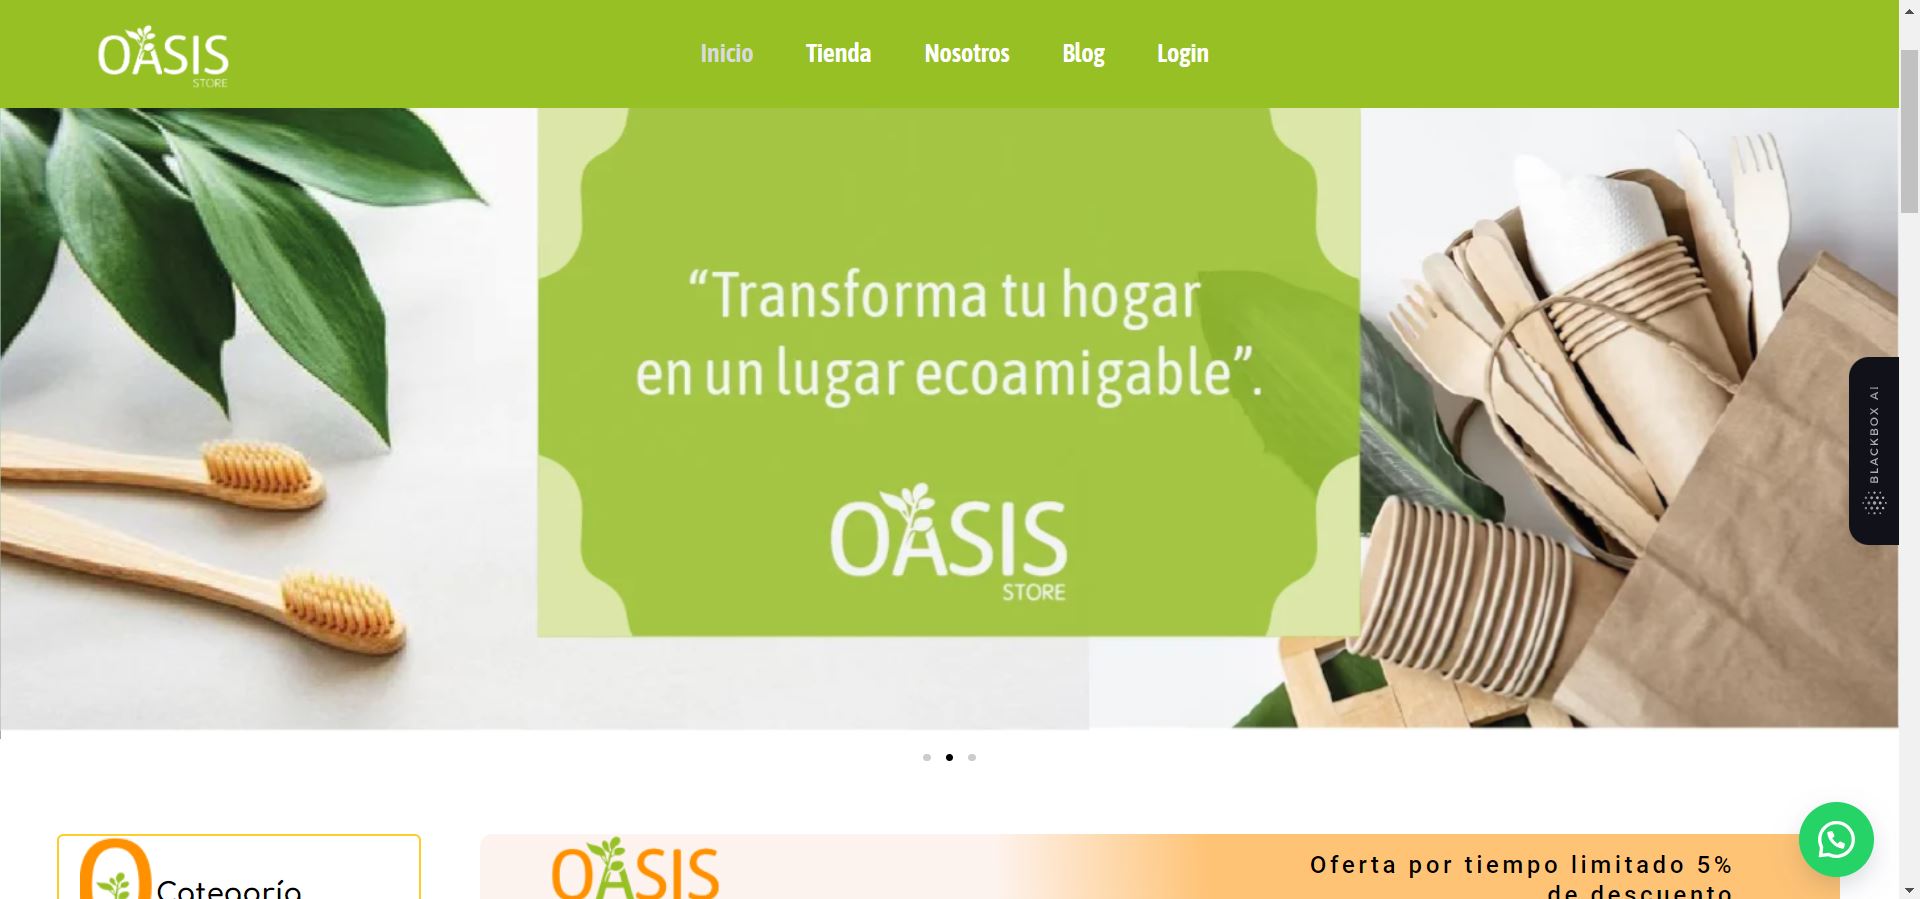 OASIS
STORE
Inicio Tienda Nosotros Blog Login
“Transforma tu hogar
en un lugar ecoamigable”.
OASIS
STORE
BLACKBOX AI
Categoría
OASIS
Oferta por tiempo limitado 5%
de descuento